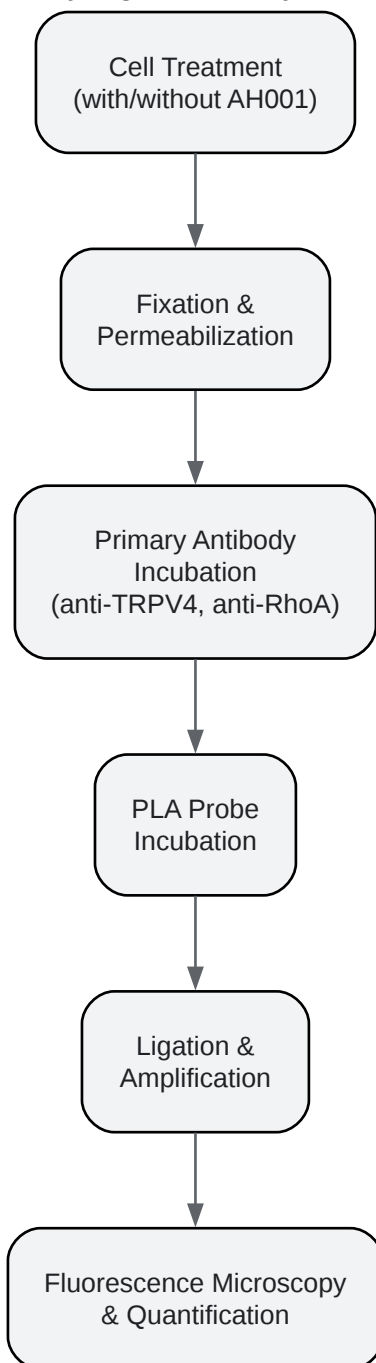 Cell Treatment
(with/without AH001)
Fixation &
Permeabilization
Primary Antibody
Incubation
(anti-TRPV4, anti-RhoA)
PLA Probe
Incubation
Ligation &
Amplification
Fluorescence Microscopy
& Quantification